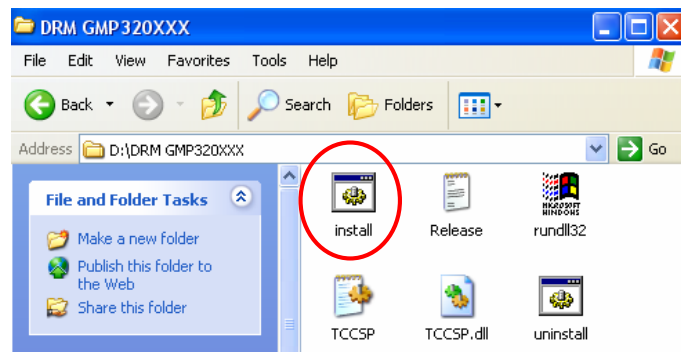 DRM GMP320XXX
File Edit View Favorites Tools Help
Back Search Folders
Address D:\DRM GMP320XXX Go
File and Folder Tasks
Make a new folder
Publish this folder to
the Web
Share this folder
install Release rundll32
MICROSOFT
WINDOWS
TCCSP TCCSP.dll uninstall